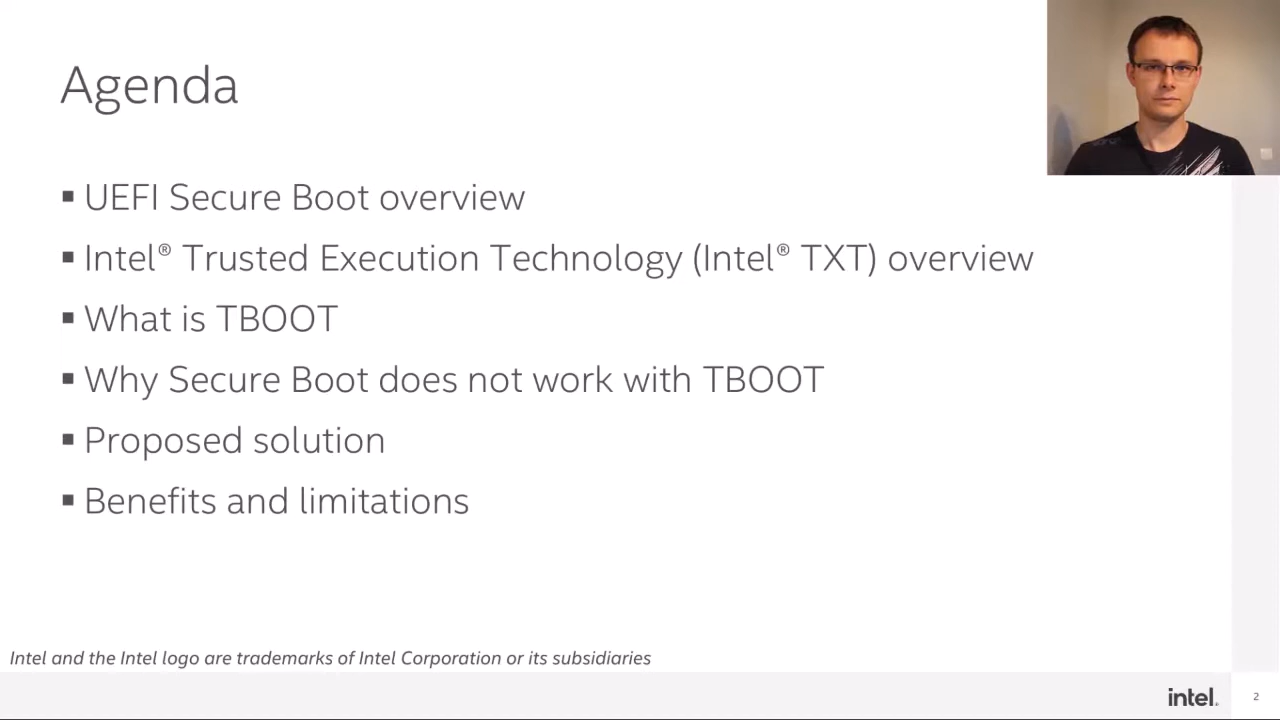 Agenda
▪ UEFI Secure Boot overview
▪ Intel® Trusted Execution Technology (Intel® TXT) overview
▪ What is TBOOT
▪ Why Secure Boot does not work with TBOOT
▪ Proposed solution
▪ Benefits and limitations
Intel and the Intel logo are trademarks of Intel Corporation or its subsidiaries
intel.
2